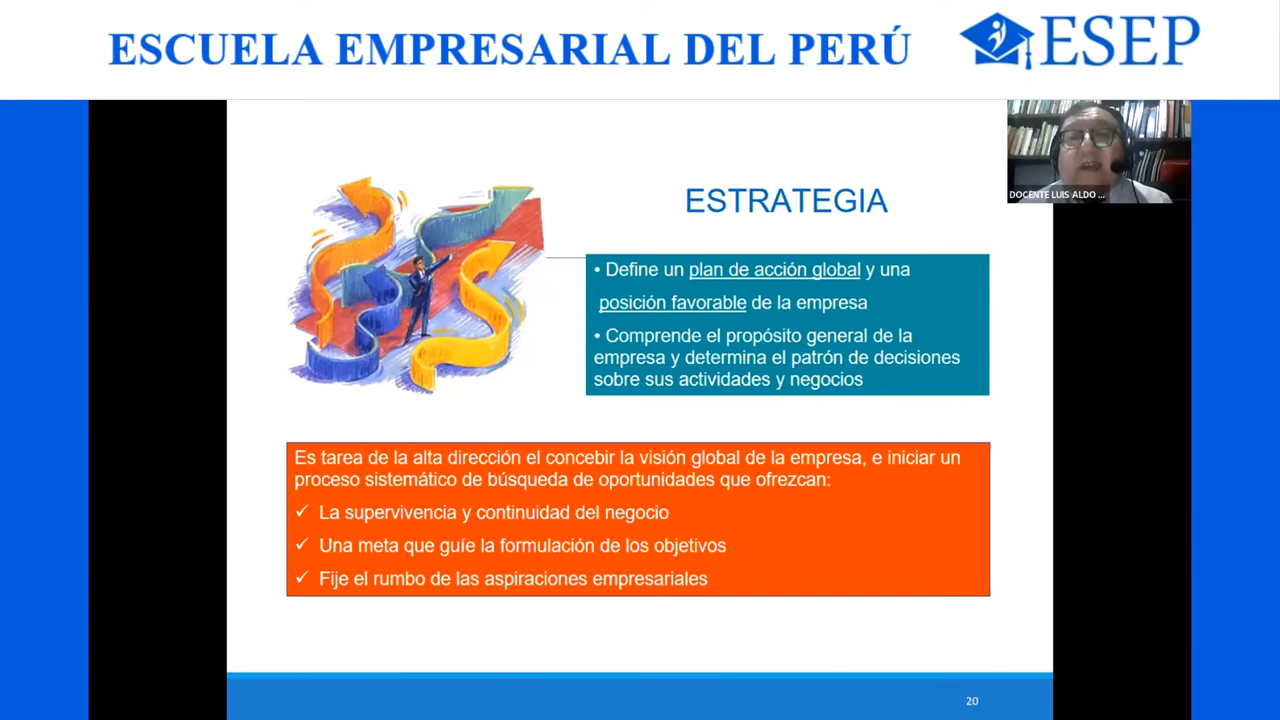 ESCUELA EMPRESARIAL DEL PERÚ
ESEP
DOCENTE LUIS ALDO ...
ESTRATEGIA
• Define un plan de acción global y una
posición favorable de la empresa
• Comprende el propósito general de la
empresa y determina el patrón de decisiones
sobre sus actividades y negocios
Es tarea de la alta dirección el concebir la visión global de la empresa, e iniciar un
proceso sistemático de búsqueda de oportunidades que ofrezcan:
✓ La supervivencia y continuidad del negocio
✓ Una meta que guíe la formulación de los objetivos
✓ Fije el rumbo de las aspiraciones empresariales
20